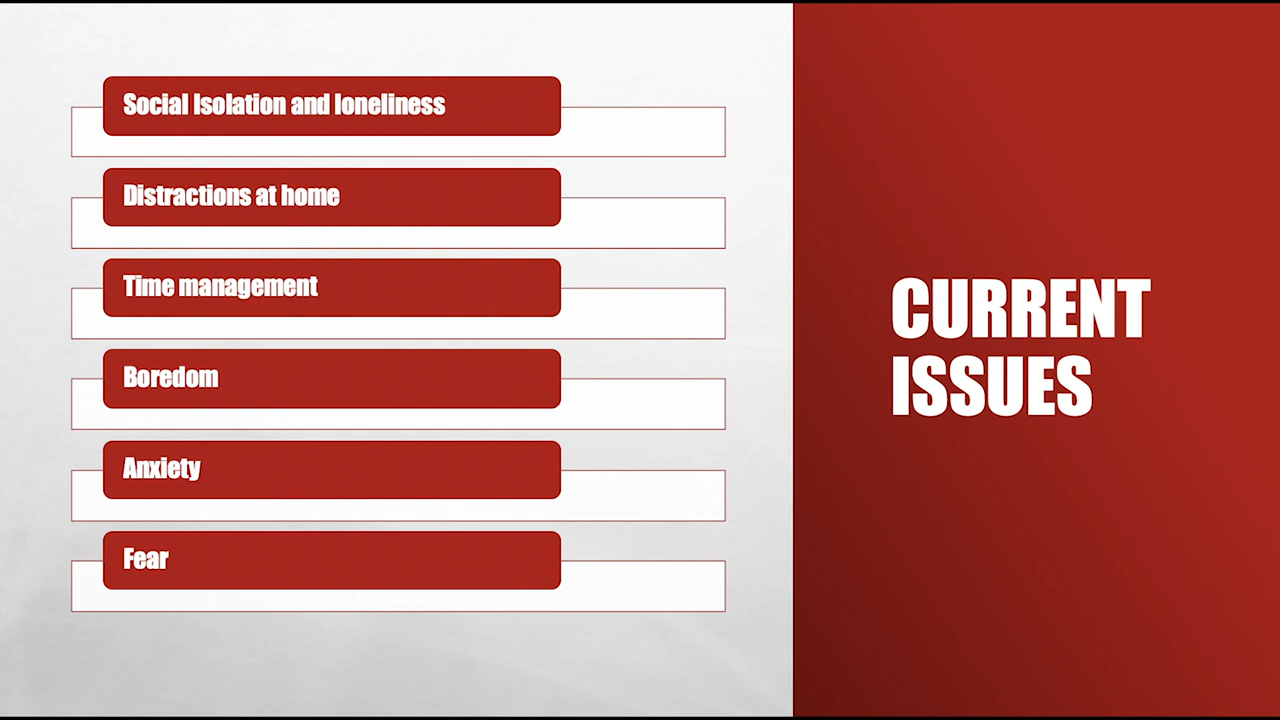 Social Isolation and loneliness
Distractions at home
Time management
Boredom
Anxiety
Fear
CURRENT
ISSUES